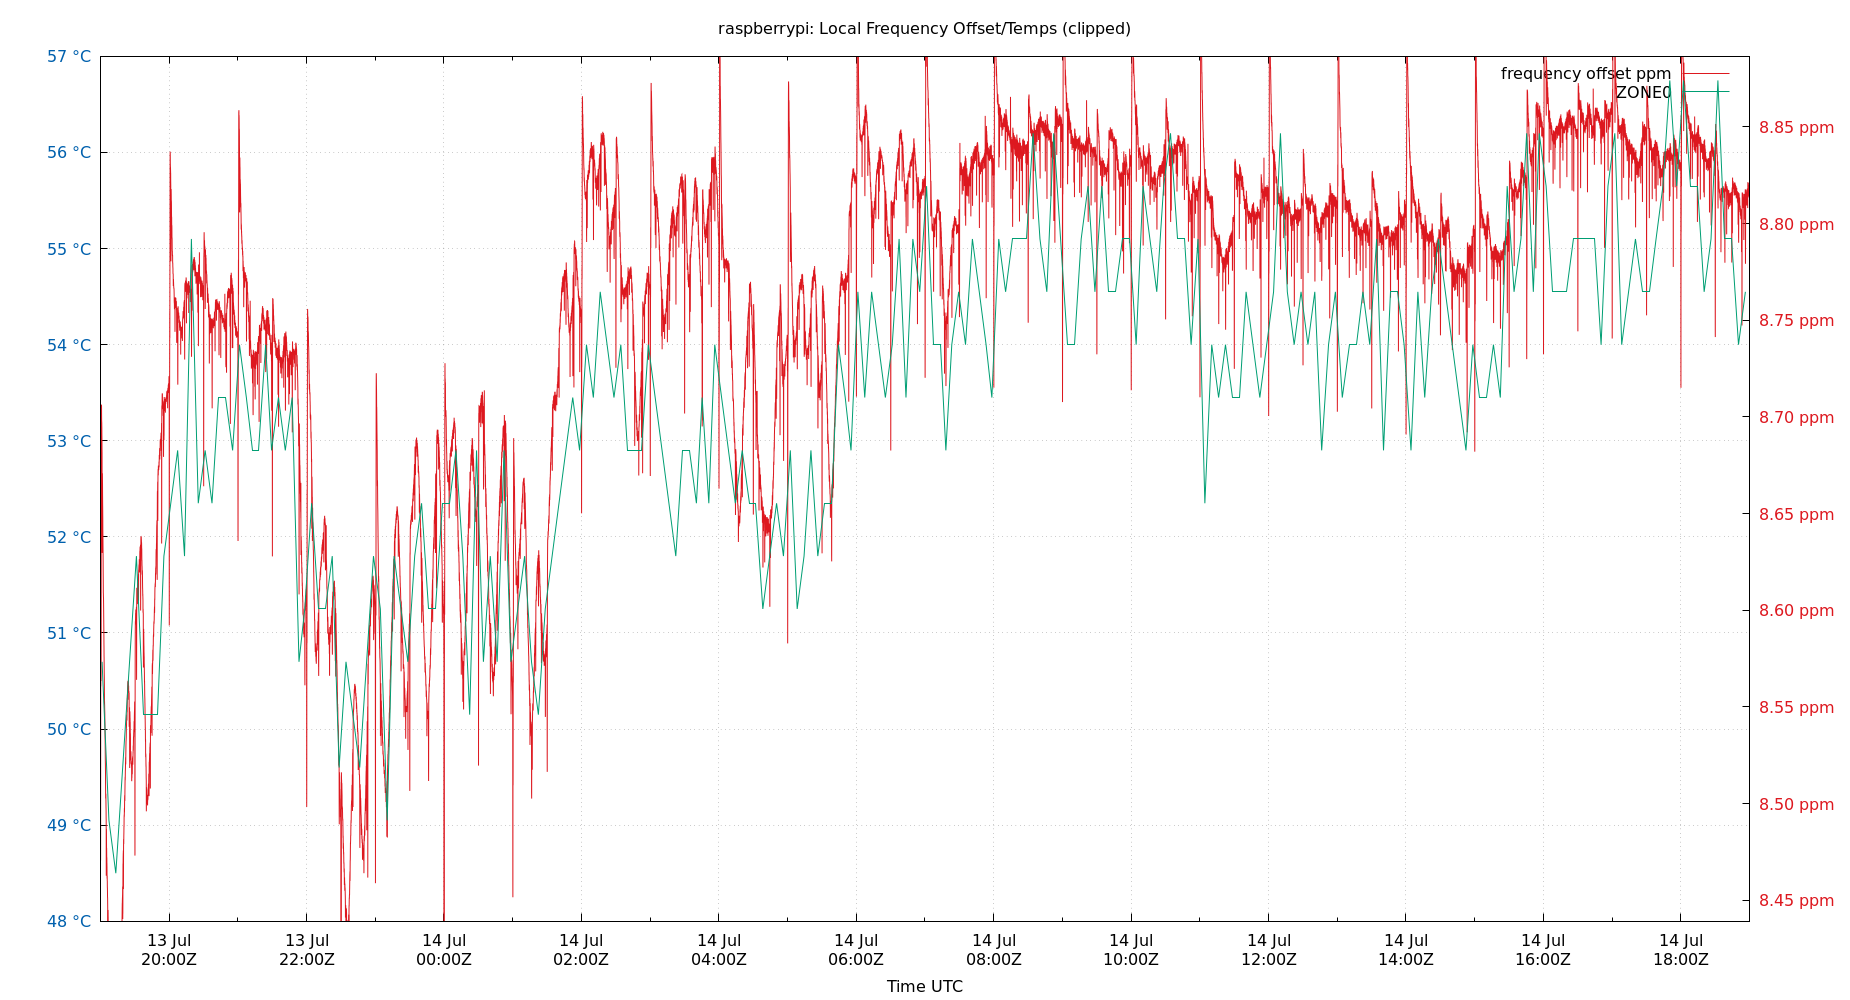 raspberrypi: Local Frequency Offset/Temps (clipped)
57 °C
56 °C
55 °C
54 °C
53 °C
52 °C
51 °C
50 °C
49 °C
48 °C
frequency offset ppm
ZONE0
8.85 ppm
8.80 ppm
8.75 ppm
8.70 ppm
8.65 ppm
8.60 ppm
8.55 ppm
8.50 ppm
8.45 ppm
13 Jul 13 Jul 14 Jul 14 Jul 14 Jul 14 Jul 14 Jul 14 Jul 14 Jul 14 Jul 14 Jul 14 Jul
20:00Z 22:00Z 00:00Z 02:00Z 04:00Z 06:00Z 08:00Z 10:00Z 12:00Z 14:00Z 16:00Z 18:00Z
Time UTC